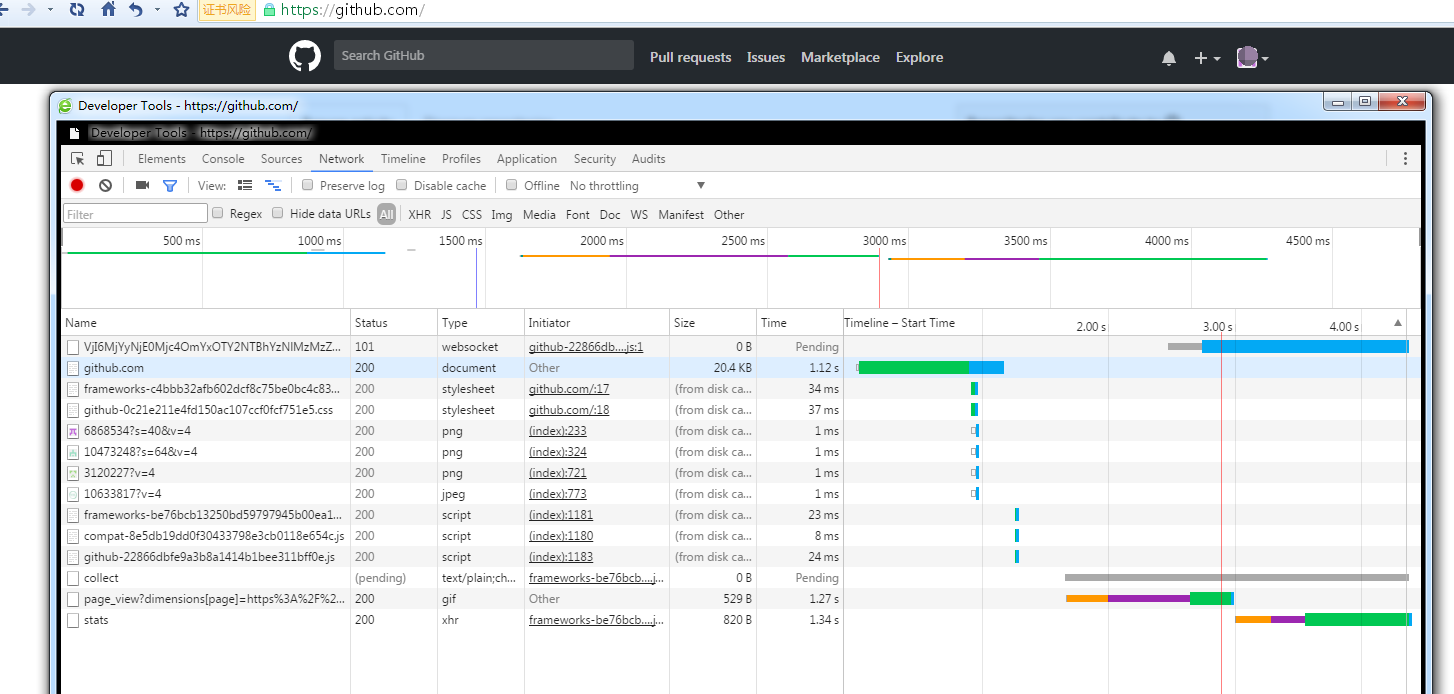 证书风险 https://github.com/
Search GitHub Pull requests Issues Marketplace Explore
Developer Tools - https://github.com/
Developer Tools - https://github.com/
Elements Console Sources Network Timeline Profiles Application Security Audits
View: Preserve log Disable cache Offline No throttling
Filter Regex Hide data URLs All XHR JS CSS Img Media Font Doc WS Manifest Other
500 ms 1000 ms 1500 ms 2000 ms 2500 ms 3000 ms 3500 ms 4000 ms 4500 ms
Name Status Type Initiator Size Time Timeline – Start Time 2.00 s 3.00 s 4.00 s
VjI6MjYyNjE0Mjc4OmYxOTY2NTBhYzNlMzMzZ... 101 websocket github-22866db....js:1 0 B Pending
github.com 200 document Other 20.4 KB 1.12 s
frameworks-c4bbb32afb602dcf8c75be0bc4c83... 200 stylesheet github.com/:17 (from disk ca... 34 ms
github-0c21e211e4fd150ac107ccf0fcf751e5.css 200 stylesheet github.com/:18 (from disk ca... 37 ms
6868534?s=40&v=4 200 png (index):233 (from disk ca... 1 ms
10473248?s=64&v=4 200 png (index):324 (from disk ca... 1 ms
3120227?v=4 200 png (index):721 (from disk ca... 1 ms
10633817?v=4 200 jpeg (index):773 (from disk ca... 1 ms
frameworks-be76bcb13250bd59797945b00ea1... 200 script (index):1181 (from disk ca... 23 ms
compat-8e5db19dd0f30433798e3cb0118e654c.js 200 script (index):1180 (from disk ca... 8 ms
github-22866dbfe9a3b8a1414b1bee311bff0e.js 200 script (index):1183 (from disk ca... 24 ms
collect (pending) text/plain;ch... frameworks-be76bcb....j... 0 B Pending
page_view?dimensions[page]=https%3A%2F%2... 200 gif Other 529 B 1.27 s
stats 200 xhr frameworks-be76bcb....j... 820 B 1.34 s